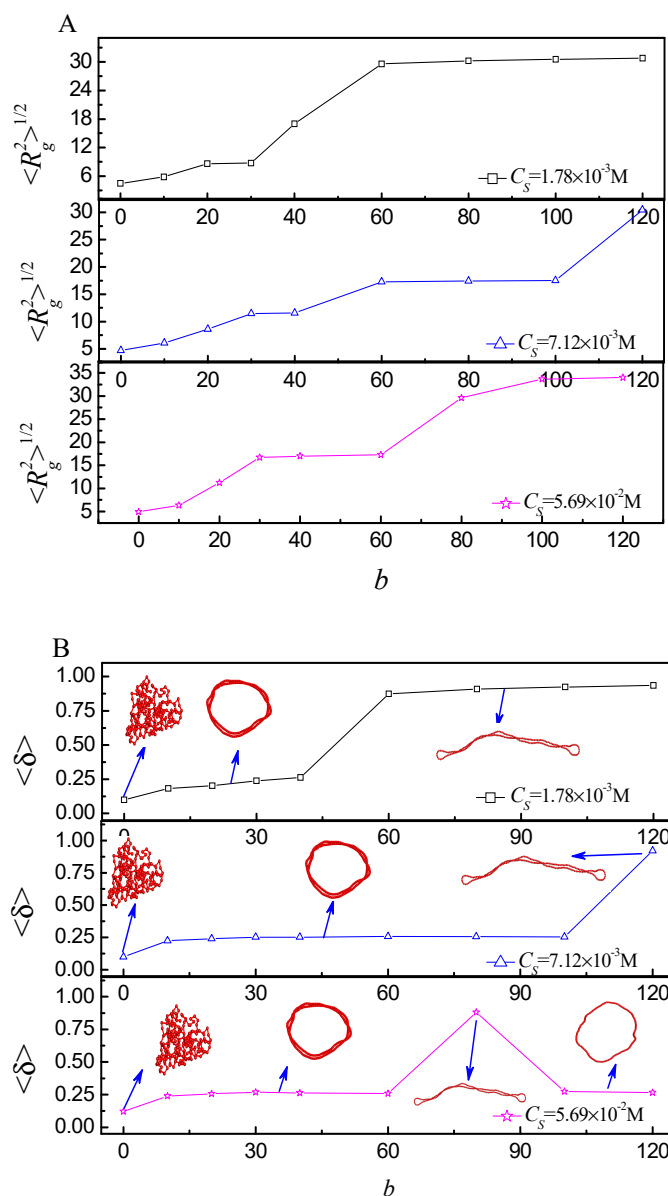 A
30
24
18
12
6
<R_g^2>^1/2
C_S=1.78×10^-3M
0 20 40 60 80 100 120
30
25
20
15
10
5
<R_g^2>^1/2
C_S=7.12×10^-3M
0 20 40 60 80 100 120
35
30
25
20
15
10
5
<R_g^2>^1/2
C_S=5.69×10^-2M
0 20 40 60 80 100 120
b
B
1.00
0.75
0.50
0.25
0.00
<δ>
C_S=1.78×10^-3M
0 30 60 90 120
1.00
0.75
0.50
0.25
0.00
<δ>
C_S=7.12×10^-3M
0 30 60 90 120
1.00
0.75
0.50
0.25
0.00
<δ>
C_S=5.69×10^-2M
0 30 60 90 120
b